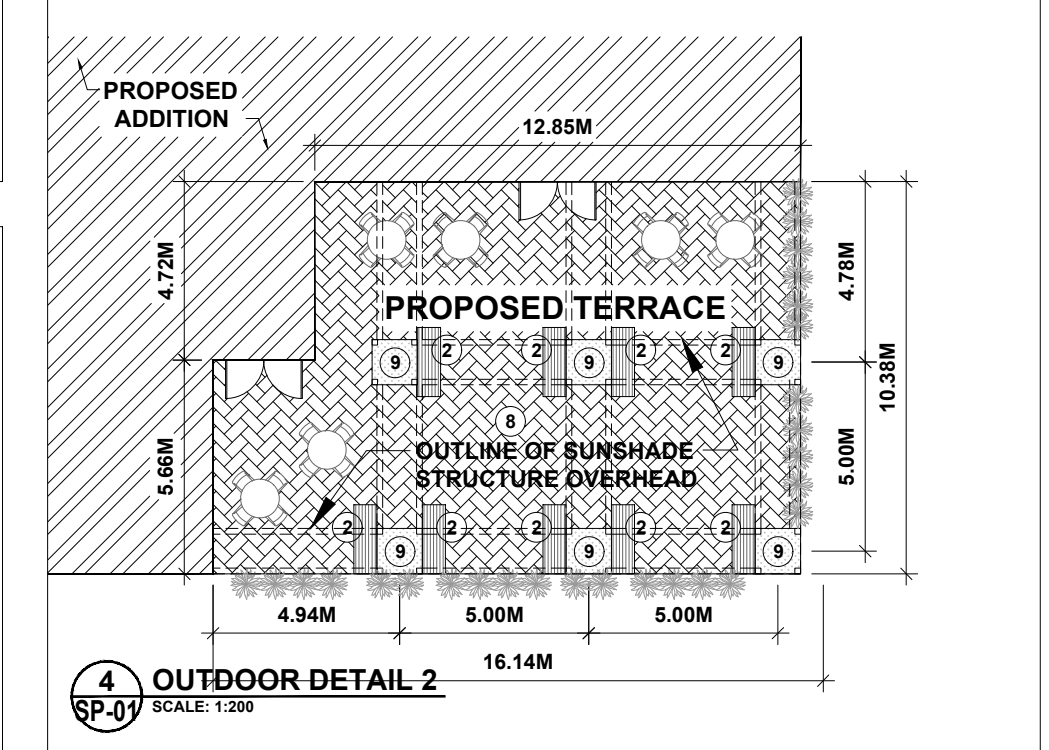 PROPOSED
ADDITION
12.85M
4.72M
4.78M
10.38M
PROPOSED TERRACE
2
2
2
2
9
9
9
8
5.66M
OUTLINE OF SUNSHADE
STRUCTURE OVERHEAD
5.00M
2
2
2
2
2
9
9
9
4.94M
5.00M
5.00M
16.14M
4
SP-01
OUTDOOR DETAIL 2
SCALE: 1:200